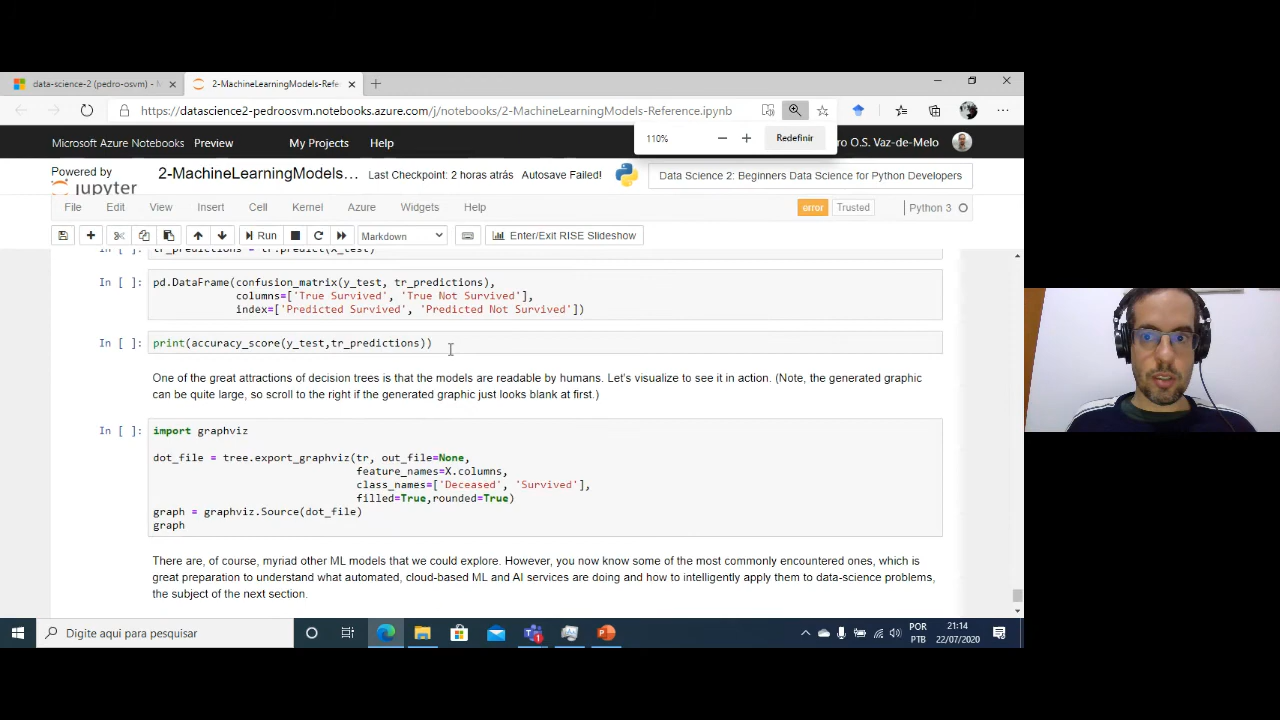 data-science-2 (pedro-osvm) - M
2-MachineLearningModels-Refe
https://datascience2-pedroosvm.notebooks.azure.com/j/notebooks/2-MachineLearningModels-Reference.ipynb
110%
Redefinir
Microsoft Azure Notebooks Preview My Projects Help
ro O.S. Vaz-de-Melo
Powered by
jupyter
2-MachineLearningModels... Last Checkpoint: 2 horas atrás Autosave Failed! Data Science 2: Beginners Data Science for Python Developers
File Edit View Insert Cell Kernel Azure Widgets Help error Trusted Python 3
Run Markdown Enter/Exit RISE Slideshow
In [ ]: tr_predictions = tr.predict(X_test)
In [ ]: pd.DataFrame(confusion_matrix(y_test, tr_predictions),
columns=['True Survived', 'True Not Survived'],
index=['Predicted Survived', 'Predicted Not Survived'])
In [ ]: print(accuracy_score(y_test,tr_predictions))
One of the great attractions of decision trees is that the models are readable by humans. Let's visualize to see it in action. (Note, the generated graphic
can be quite large, so scroll to the right if the generated graphic just looks blank at first.)
In [ ]: import graphviz
dot_file = tree.export_graphviz(tr, out_file=None,
feature_names=X.columns,
class_names=['Deceased', 'Survived'],
filled=True,rounded=True)
graph = graphviz.Source(dot_file)
graph
There are, of course, myriad other ML models that we could explore. However, you now know some of the most commonly encountered ones, which is
great preparation to understand what automated, cloud-based ML and AI services are doing and how to intelligently apply them to data-science problems,
the subject of the next section.
Digite aqui para pesquisar
POR
PTB
21:14
22/07/2020